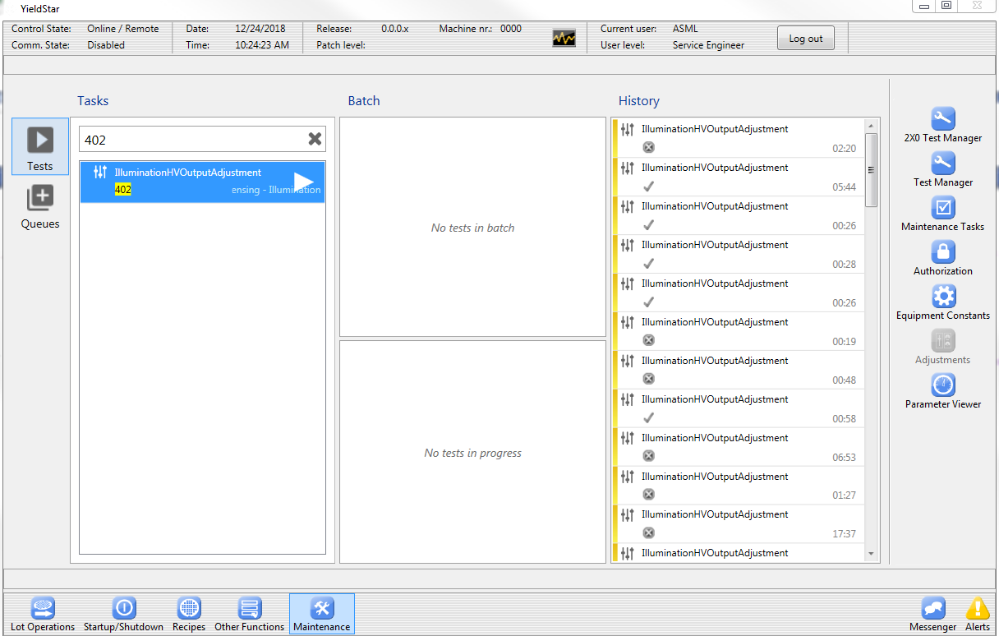 YieldStar
Control State: Online / Remote Date: 12/24/2018 Release: 0.0.0.x Machine nr.: 0000 Current user: ASML Log out
Comm. State: Disabled Time: 10:24:23 AM Patch level: User level: Service Engineer
Tasks Batch History
Tests
Queues
402
IlluminationHVOutputAdjustment
402 ensing - Illumination
No tests in batch
No tests in progress
IlluminationHVOutputAdjustment
02:20
IlluminationHVOutputAdjustment
05:44
IlluminationHVOutputAdjustment
00:26
IlluminationHVOutputAdjustment
00:28
IlluminationHVOutputAdjustment
00:26
IlluminationHVOutputAdjustment
00:19
IlluminationHVOutputAdjustment
00:48
IlluminationHVOutputAdjustment
00:58
IlluminationHVOutputAdjustment
06:53
IlluminationHVOutputAdjustment
01:27
IlluminationHVOutputAdjustment
17:37
IlluminationHVOutputAdjustment
2X0 Test Manager
Test Manager
Maintenance Tasks
Authorization
Equipment Constants
Adjustments
Parameter Viewer
Lot Operations Startup/Shutdown Recipes Other Functions Maintenance Messenger Alerts